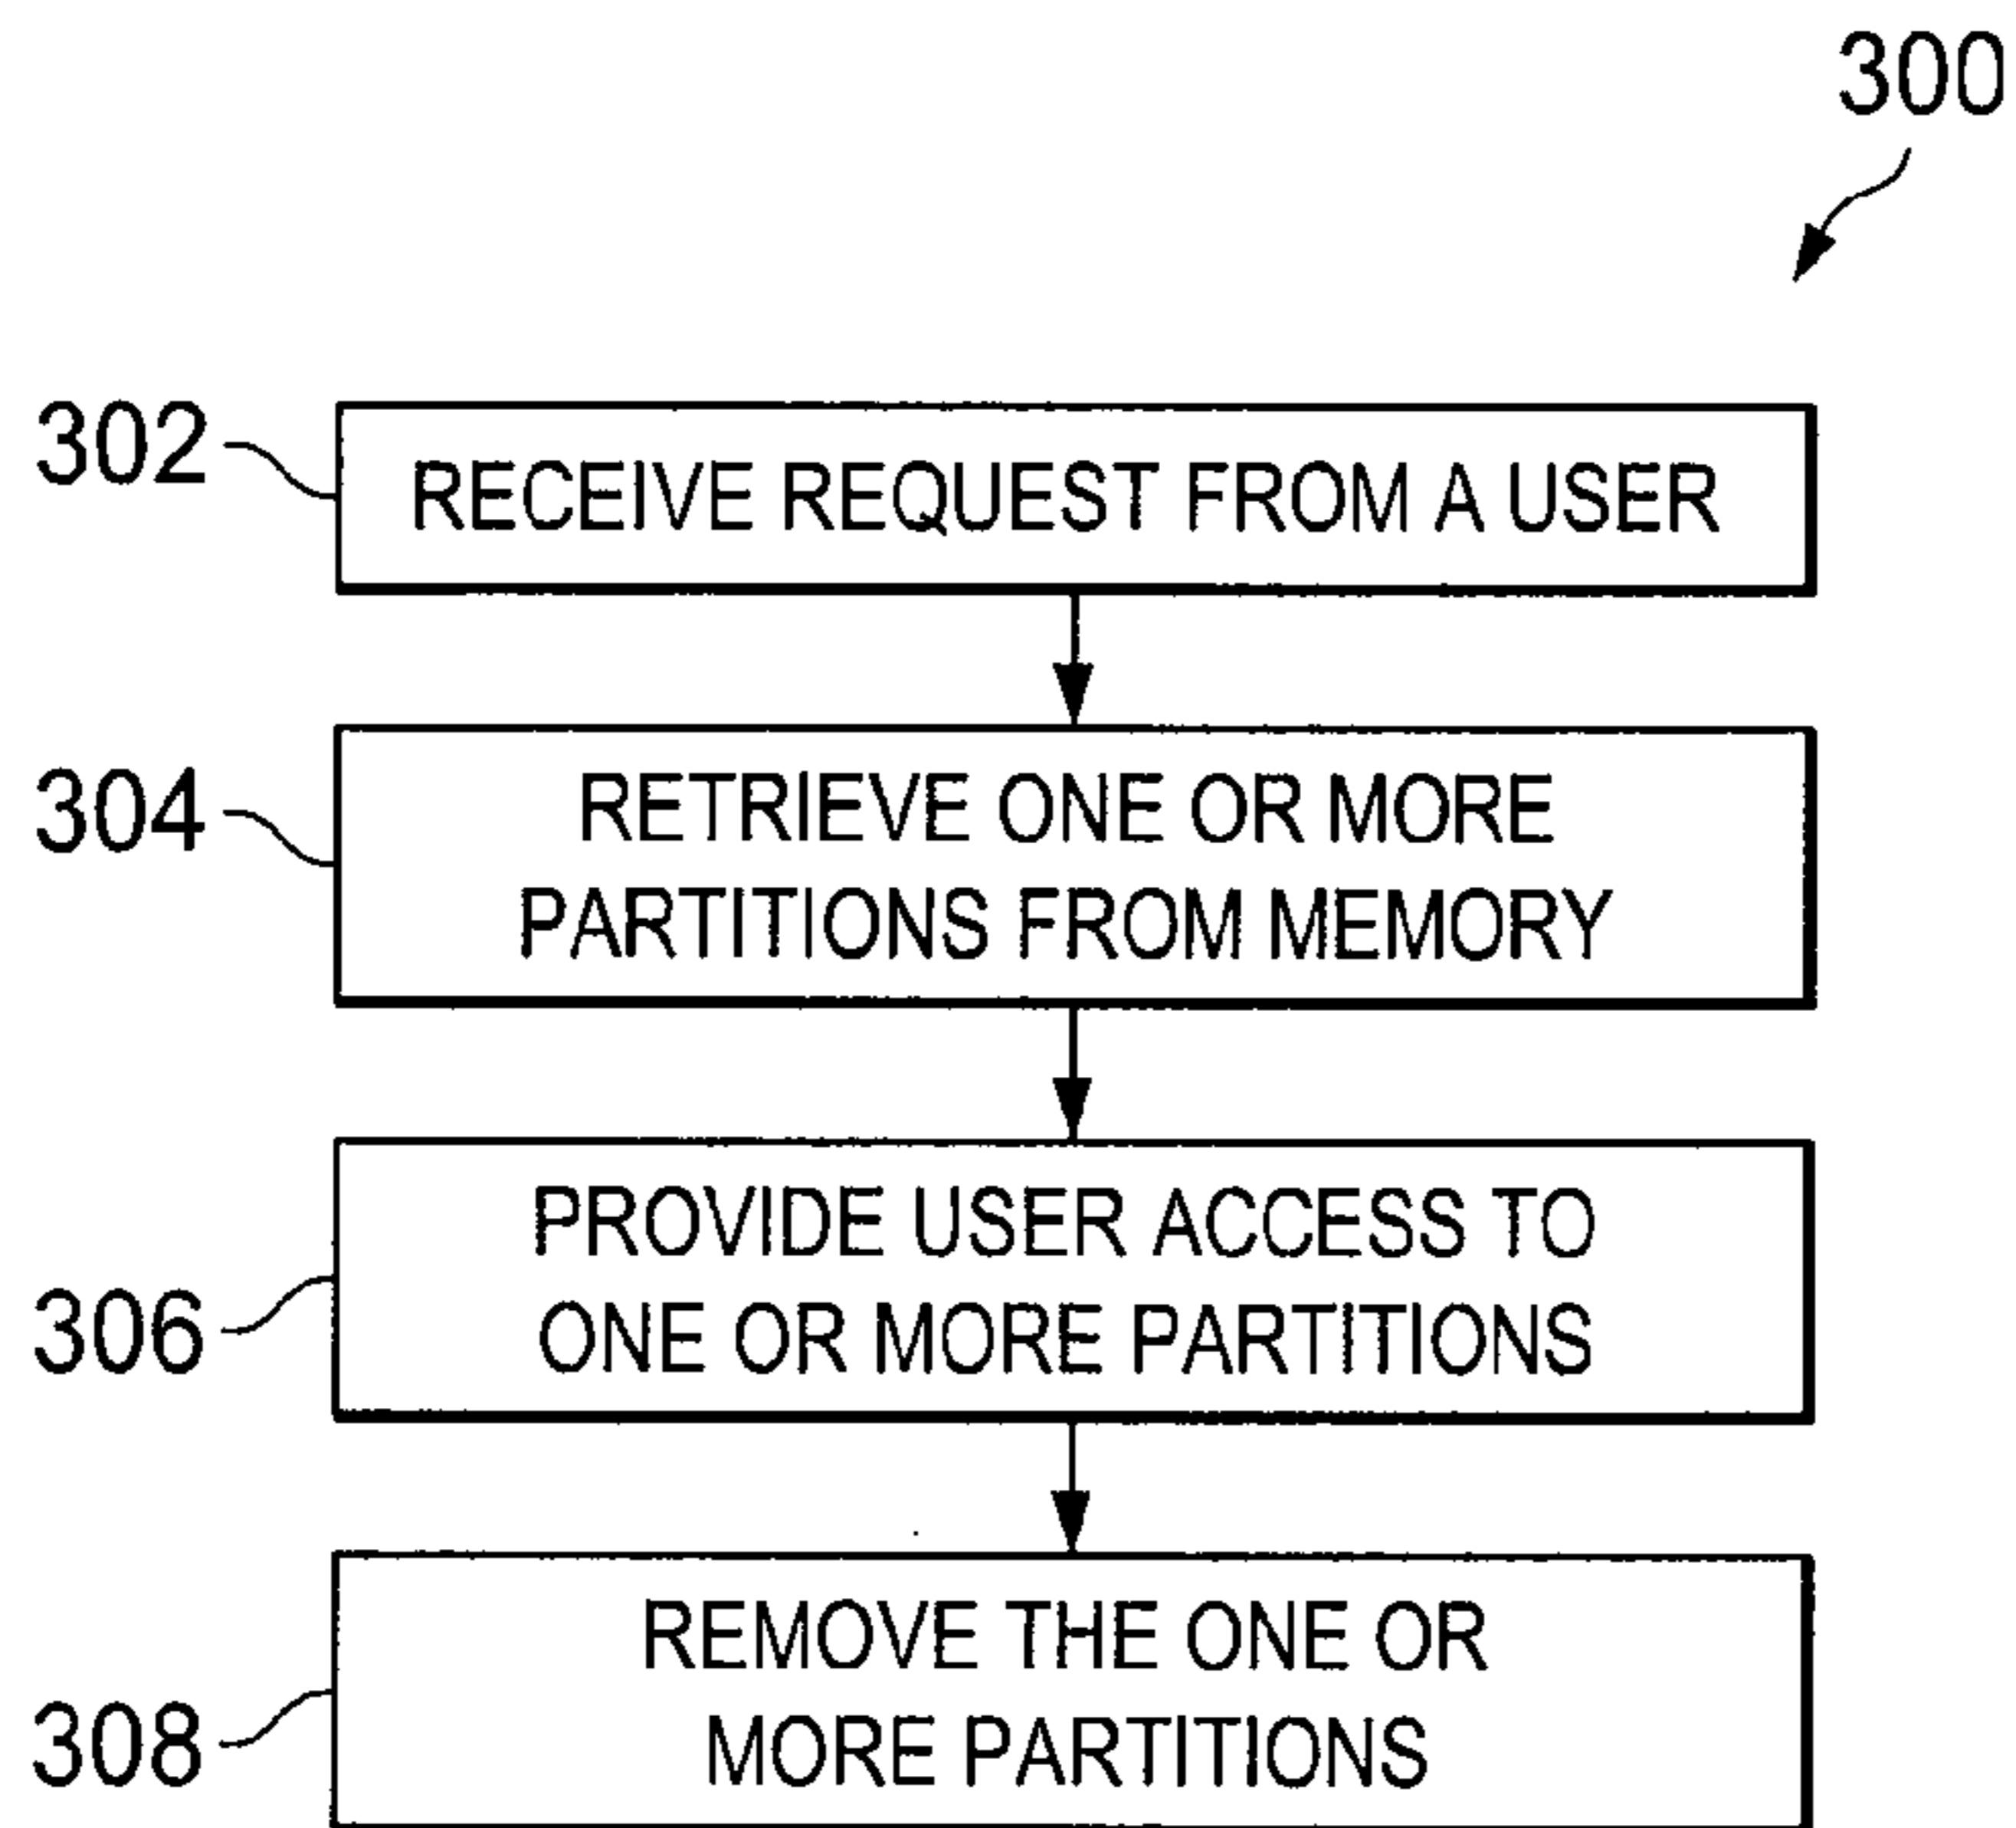 300
302
RECEIVE REQUEST FROM A USER
304
RETRIEVE ONE OR MORE
PARTITIONS FROM MEMORY
306
PROVIDE USER ACCESS TO
ONE OR MORE PARTITIONS
308
REMOVE THE ONE OR
MORE PARTITIONS